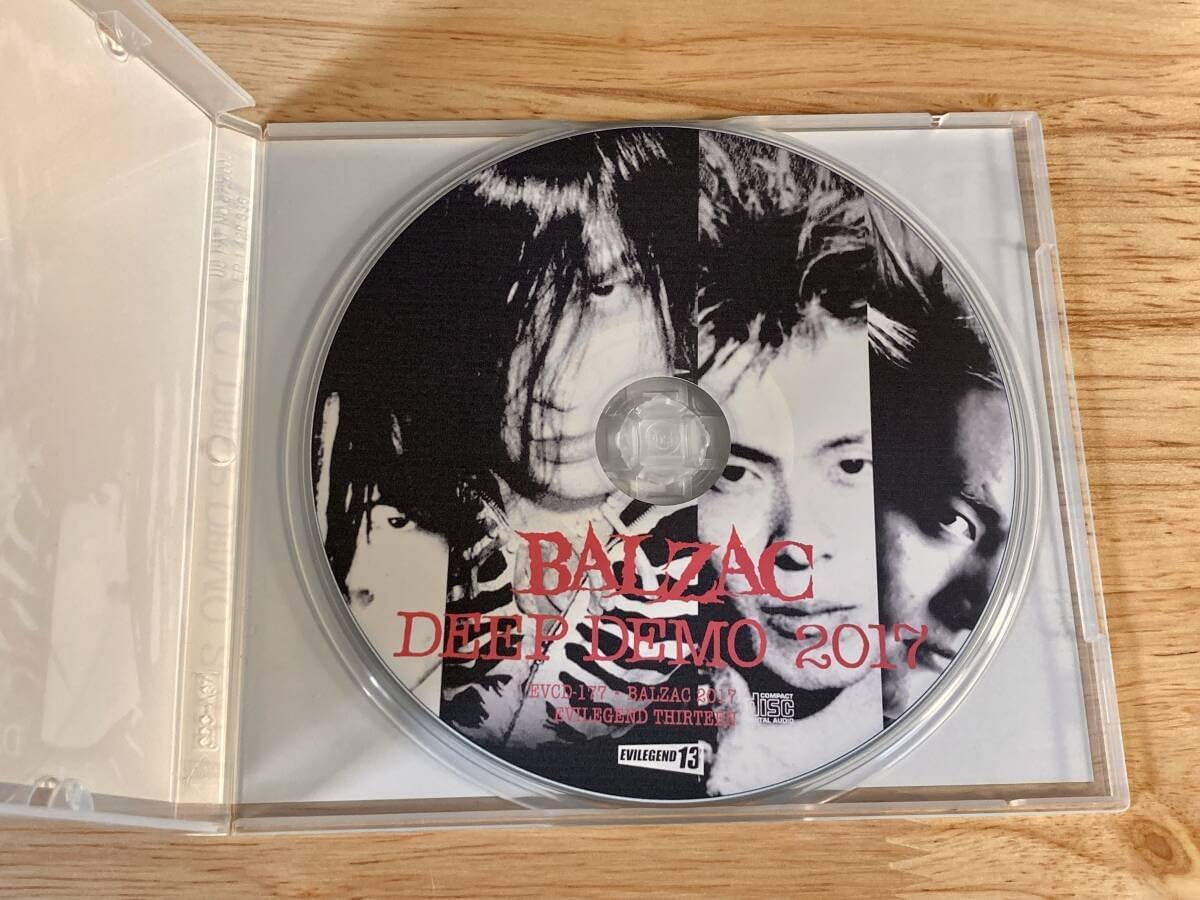 BALZAC
DEEP DEMO 2017
EVCD-177 - BALZAC 2017
EVILEGEND THIRTEEN
COMPACT
disc
DIGITAL AUDIO
EVILEGEND 13